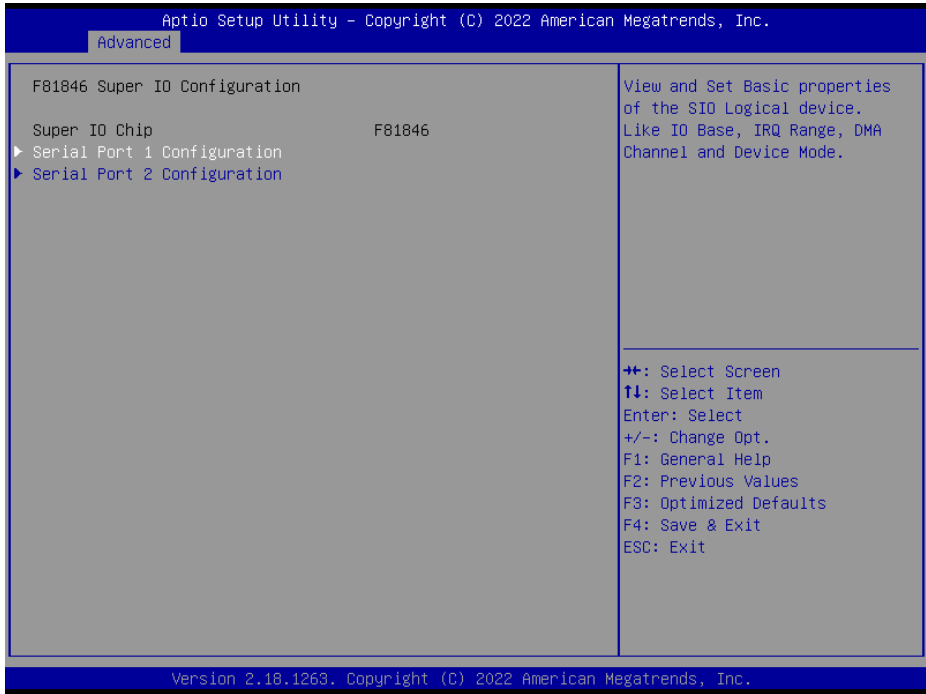 Aptio Setup Utility – Copyright (C) 2022 American Megatrends, Inc.
Advanced
F81846 Super IO Configuration
Super IO Chip F81846
▶ Serial Port 1 Configuration
▶ Serial Port 2 Configuration
View and Set Basic properties
of the SIO Logical device.
Like IO Base, IRQ Range, DMA
Channel and Device Mode.
→←: Select Screen
↑↓: Select Item
Enter: Select
+/-: Change Opt.
F1: General Help
F2: Previous Values
F3: Optimized Defaults
F4: Save & Exit
ESC: Exit
Version 2.18.1263. Copyright (C) 2022 American Megatrends, Inc.